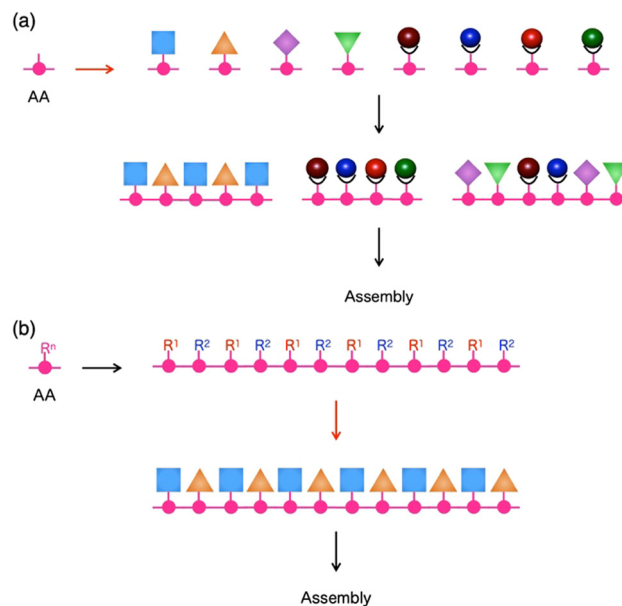 (a)
AA
Assembly
(b)
Rⁿ
AA
R¹ R² R¹ R² R¹ R² R¹ R² R¹ R² R¹ R²
Assembly